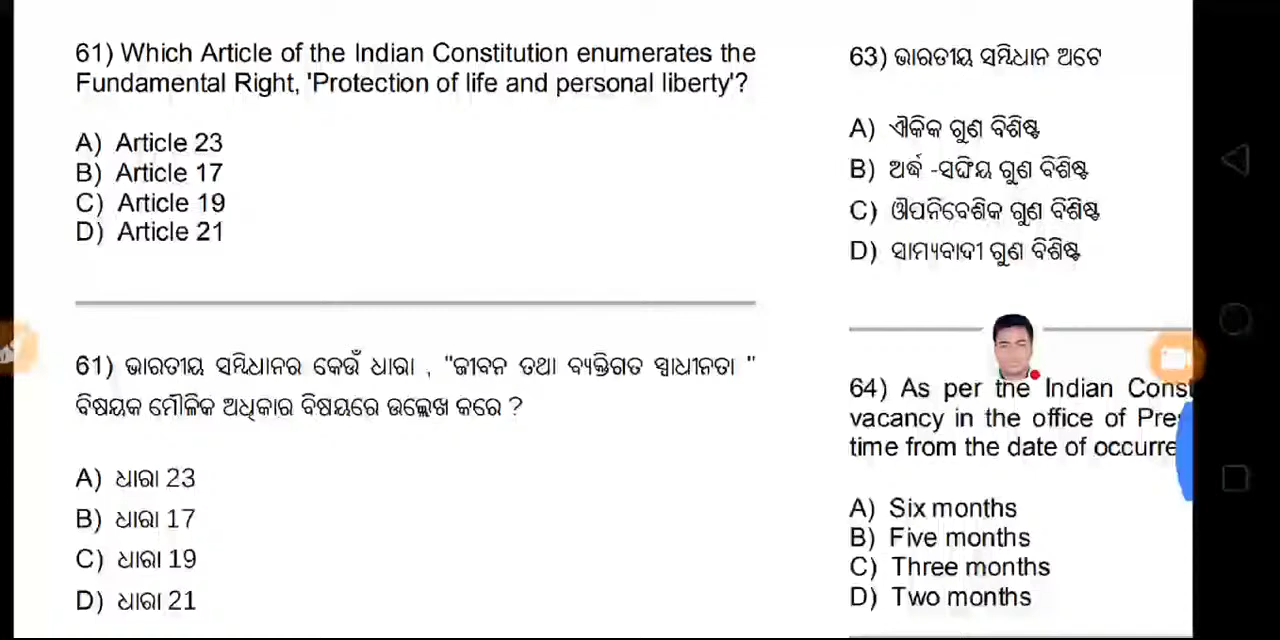 61) Which Article of the Indian Constitution enumerates the
Fundamental Right, 'Protection of life and personal liberty'?
A) Article 23
B) Article 17
C) Article 19
D) Article 21
61) ଭାରତୀୟ ସମ୍ବିଧାନର କେଉଁ ଧାରା , "ଜୀବନ ତଥା ବ୍ୟକ୍ତିଗତ ସ୍ବାଧୀନତା "
ବିଷୟକ ମୌଳିକ ଅଧିକାର ବିଷୟରେ ଉଲ୍ଲେଖ କରେ ?
A) ଧାରା 23
B) ଧାରା 17
C) ଧାରା 19
D) ଧାରା 21
63) ଭାରତୀୟ ସମ୍ବିଧାନ ଅଟେ
A) ଐକିକ ଗୁଣ ବିଶିଷ୍ଟ
B) ଅର୍ଦ୍ଧ -ସଙ୍ଘିୟ ଗୁଣ ବିଶିଷ୍ଟ
C) ଔପନିବେଶିକ ଗୁଣ ବିଶିଷ୍ଟ
D) ସାମ୍ୟବାଦୀ ଗୁଣ ବିଶିଷ୍ଟ
64) As per the Indian Const
vacancy in the office of Pre
time from the date of occurre
A) Six months
B) Five months
C) Three months
D) Two months